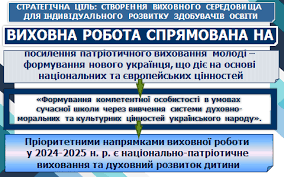 СТРАТЕГІЧНА ЦІЛЬ: СТВОРЕННЯ ВИХОВНОГО СЕРЕДОВИЩА
ДЛЯ ІНДИВІДУАЛЬНОГО РОЗВИТКУ ЗДОБУВАЧІВ ОСВІТИ
ВИХОВНА РОБОТА СПРЯМОВАНА НА
посилення патріотичного виховання молоді –
формування нового українця, що діє на основі
національних та європейських цінностей
«Формування компетентної особистості в умовах
сучасної школи через вивчення системи духовно-
моральних та культурних цінностей українського народу».
Пріоритетними напрямками виховної роботи
у 2024-2025 н. р. є національно-патріотичне
виховання та духовний розвиток дитини